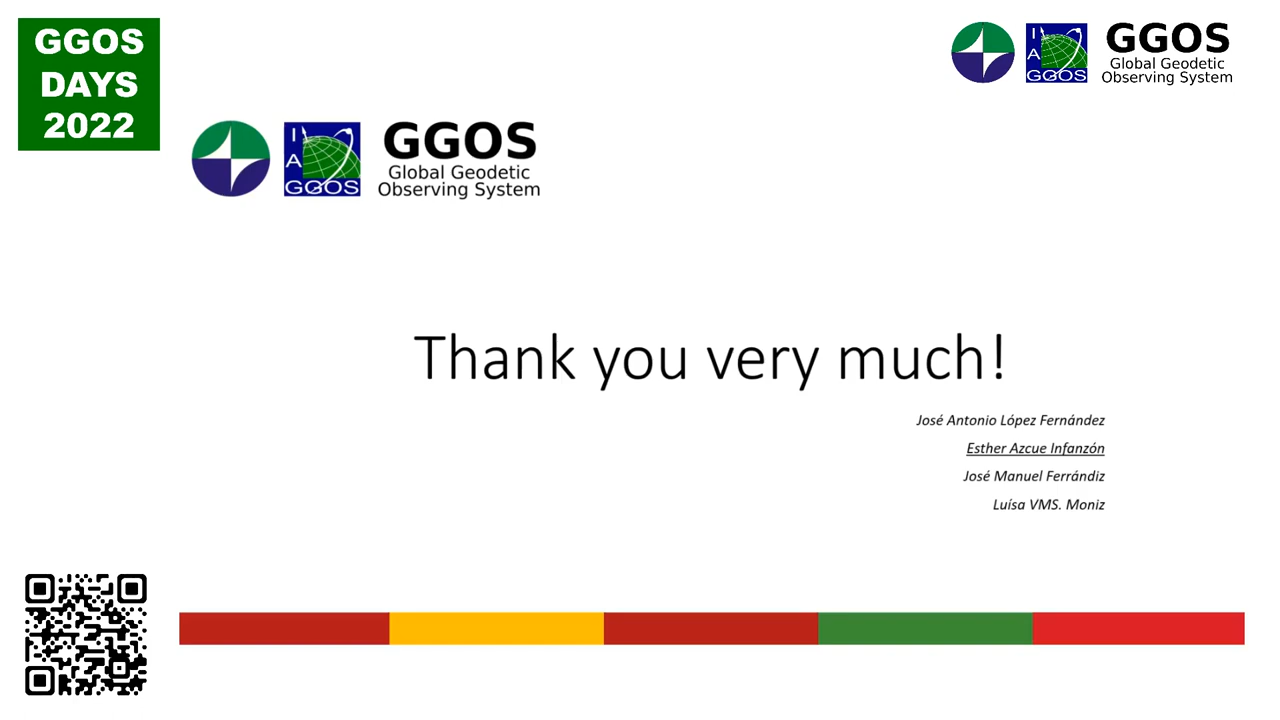 GGOS
DAYS
2022
I
A
GGOS
GGOS
Global Geodetic
Observing System
I
A
GGOS
GGOS
Global Geodetic
Observing System
Thank you very much!
José Antonio López Fernández
Esther Azcue Infanzón
José Manuel Ferrándiz
Luísa VMS. Moniz